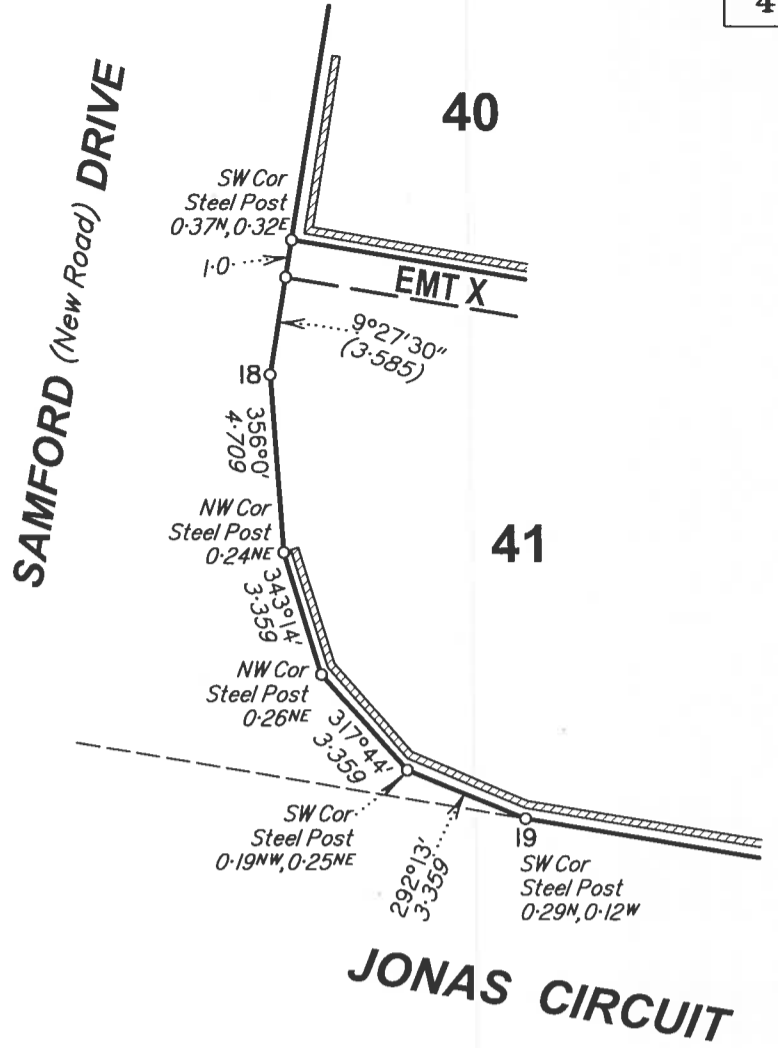 4
40
SAMFORD (New Road) DRIVE
SW Cor
Steel Post
0·37N, 0·32E
1·0
EMT X
9°27'30"
(3·585)
18
356°0'
4·709
NW Cor
Steel Post
0·24NE
41
343°14'
3·359
NW Cor
Steel Post
0·26NE
317°44'
3·359
SW Cor
Steel Post
0·19NW, 0·25NE
292°13'
3·359
19
SW Cor
Steel Post
0·29N, 0·12W
JONAS CIRCUIT